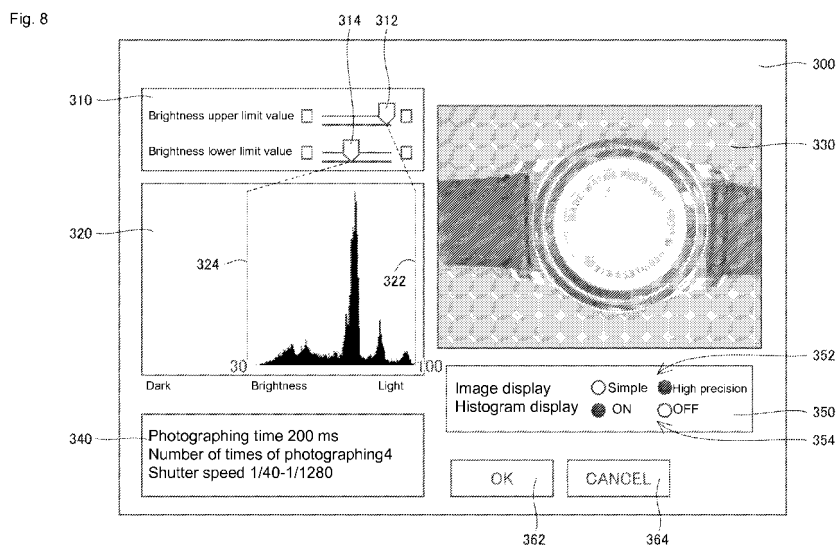 Fig. 8
314
312
300
310
Brightness upper limit value
Brightness lower limit value
330
320
324
322
30
100
Dark
Brightness
Light
352
Image display
Simple
High precision
Histogram display
ON
OFF
350
354
340
Photographing time 200 ms
Number of times of photographing4
Shutter speed 1/40-1/1280
OK
CANCEL
362
364